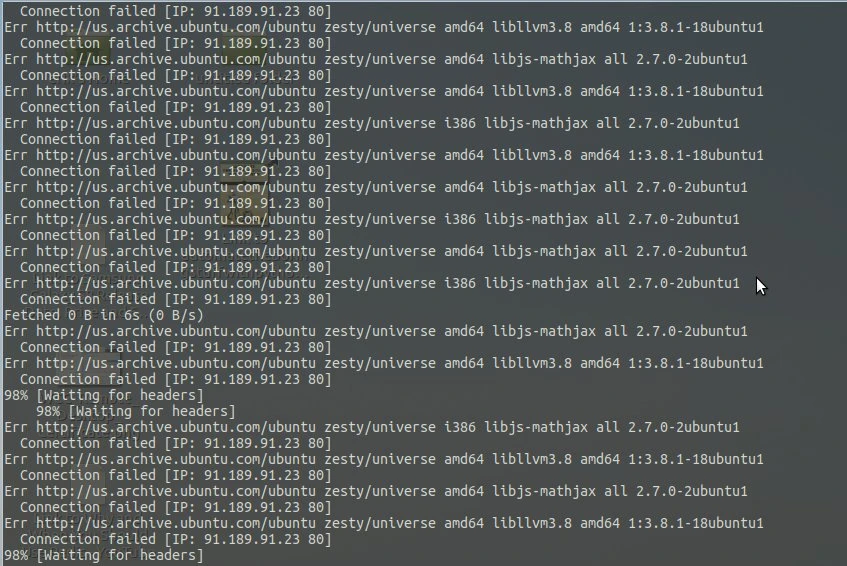 Connection failed [IP: 91.189.91.23 80]
Err http://us.archive.ubuntu.com/ubuntu zesty/universe amd64 libllvm3.8 amd64 1:3.8.1-18ubuntu1
Connection failed [IP: 91.189.91.23 80]
Err http://us.archive.ubuntu.com/ubuntu zesty/universe amd64 libjs-mathjax all 2.7.0-2ubuntu1
Connection failed [IP: 91.189.91.23 80]
Err http://us.archive.ubuntu.com/ubuntu zesty/universe amd64 libllvm3.8 amd64 1:3.8.1-18ubuntu1
Connection failed [IP: 91.189.91.23 80]
Err http://us.archive.ubuntu.com/ubuntu zesty/universe i386 libjs-mathjax all 2.7.0-2ubuntu1
Connection failed [IP: 91.189.91.23 80]
Err http://us.archive.ubuntu.com/ubuntu zesty/universe amd64 libllvm3.8 amd64 1:3.8.1-18ubuntu1
Connection failed [IP: 91.189.91.23 80]
Err http://us.archive.ubuntu.com/ubuntu zesty/universe amd64 libjs-mathjax all 2.7.0-2ubuntu1
Connection failed [IP: 91.189.91.23 80]
Err http://us.archive.ubuntu.com/ubuntu zesty/universe i386 libjs-mathjax all 2.7.0-2ubuntu1
Connection failed [IP: 91.189.91.23 80]
Err http://us.archive.ubuntu.com/ubuntu zesty/universe amd64 libjs-mathjax all 2.7.0-2ubuntu1
Connection failed [IP: 91.189.91.23 80]
Err http://us.archive.ubuntu.com/ubuntu zesty/universe i386 libjs-mathjax all 2.7.0-2ubuntu1
Connection failed [IP: 91.189.91.23 80]
Fetched 0 B in 6s (0 B/s)
Err http://us.archive.ubuntu.com/ubuntu zesty/universe amd64 libjs-mathjax all 2.7.0-2ubuntu1
Connection failed [IP: 91.189.91.23 80]
Err http://us.archive.ubuntu.com/ubuntu zesty/universe amd64 libllvm3.8 amd64 1:3.8.1-18ubuntu1
Connection failed [IP: 91.189.91.23 80]
98% [Waiting for headers]
98% [Waiting for headers]
Err http://us.archive.ubuntu.com/ubuntu zesty/universe i386 libjs-mathjax all 2.7.0-2ubuntu1
Connection failed [IP: 91.189.91.23 80]
Err http://us.archive.ubuntu.com/ubuntu zesty/universe amd64 libllvm3.8 amd64 1:3.8.1-18ubuntu1
Connection failed [IP: 91.189.91.23 80]
Err http://us.archive.ubuntu.com/ubuntu zesty/universe amd64 libjs-mathjax all 2.7.0-2ubuntu1
Connection failed [IP: 91.189.91.23 80]
Err http://us.archive.ubuntu.com/ubuntu zesty/universe amd64 libllvm3.8 amd64 1:3.8.1-18ubuntu1
Connection failed [IP: 91.189.91.23 80]
98% [Waiting for headers]